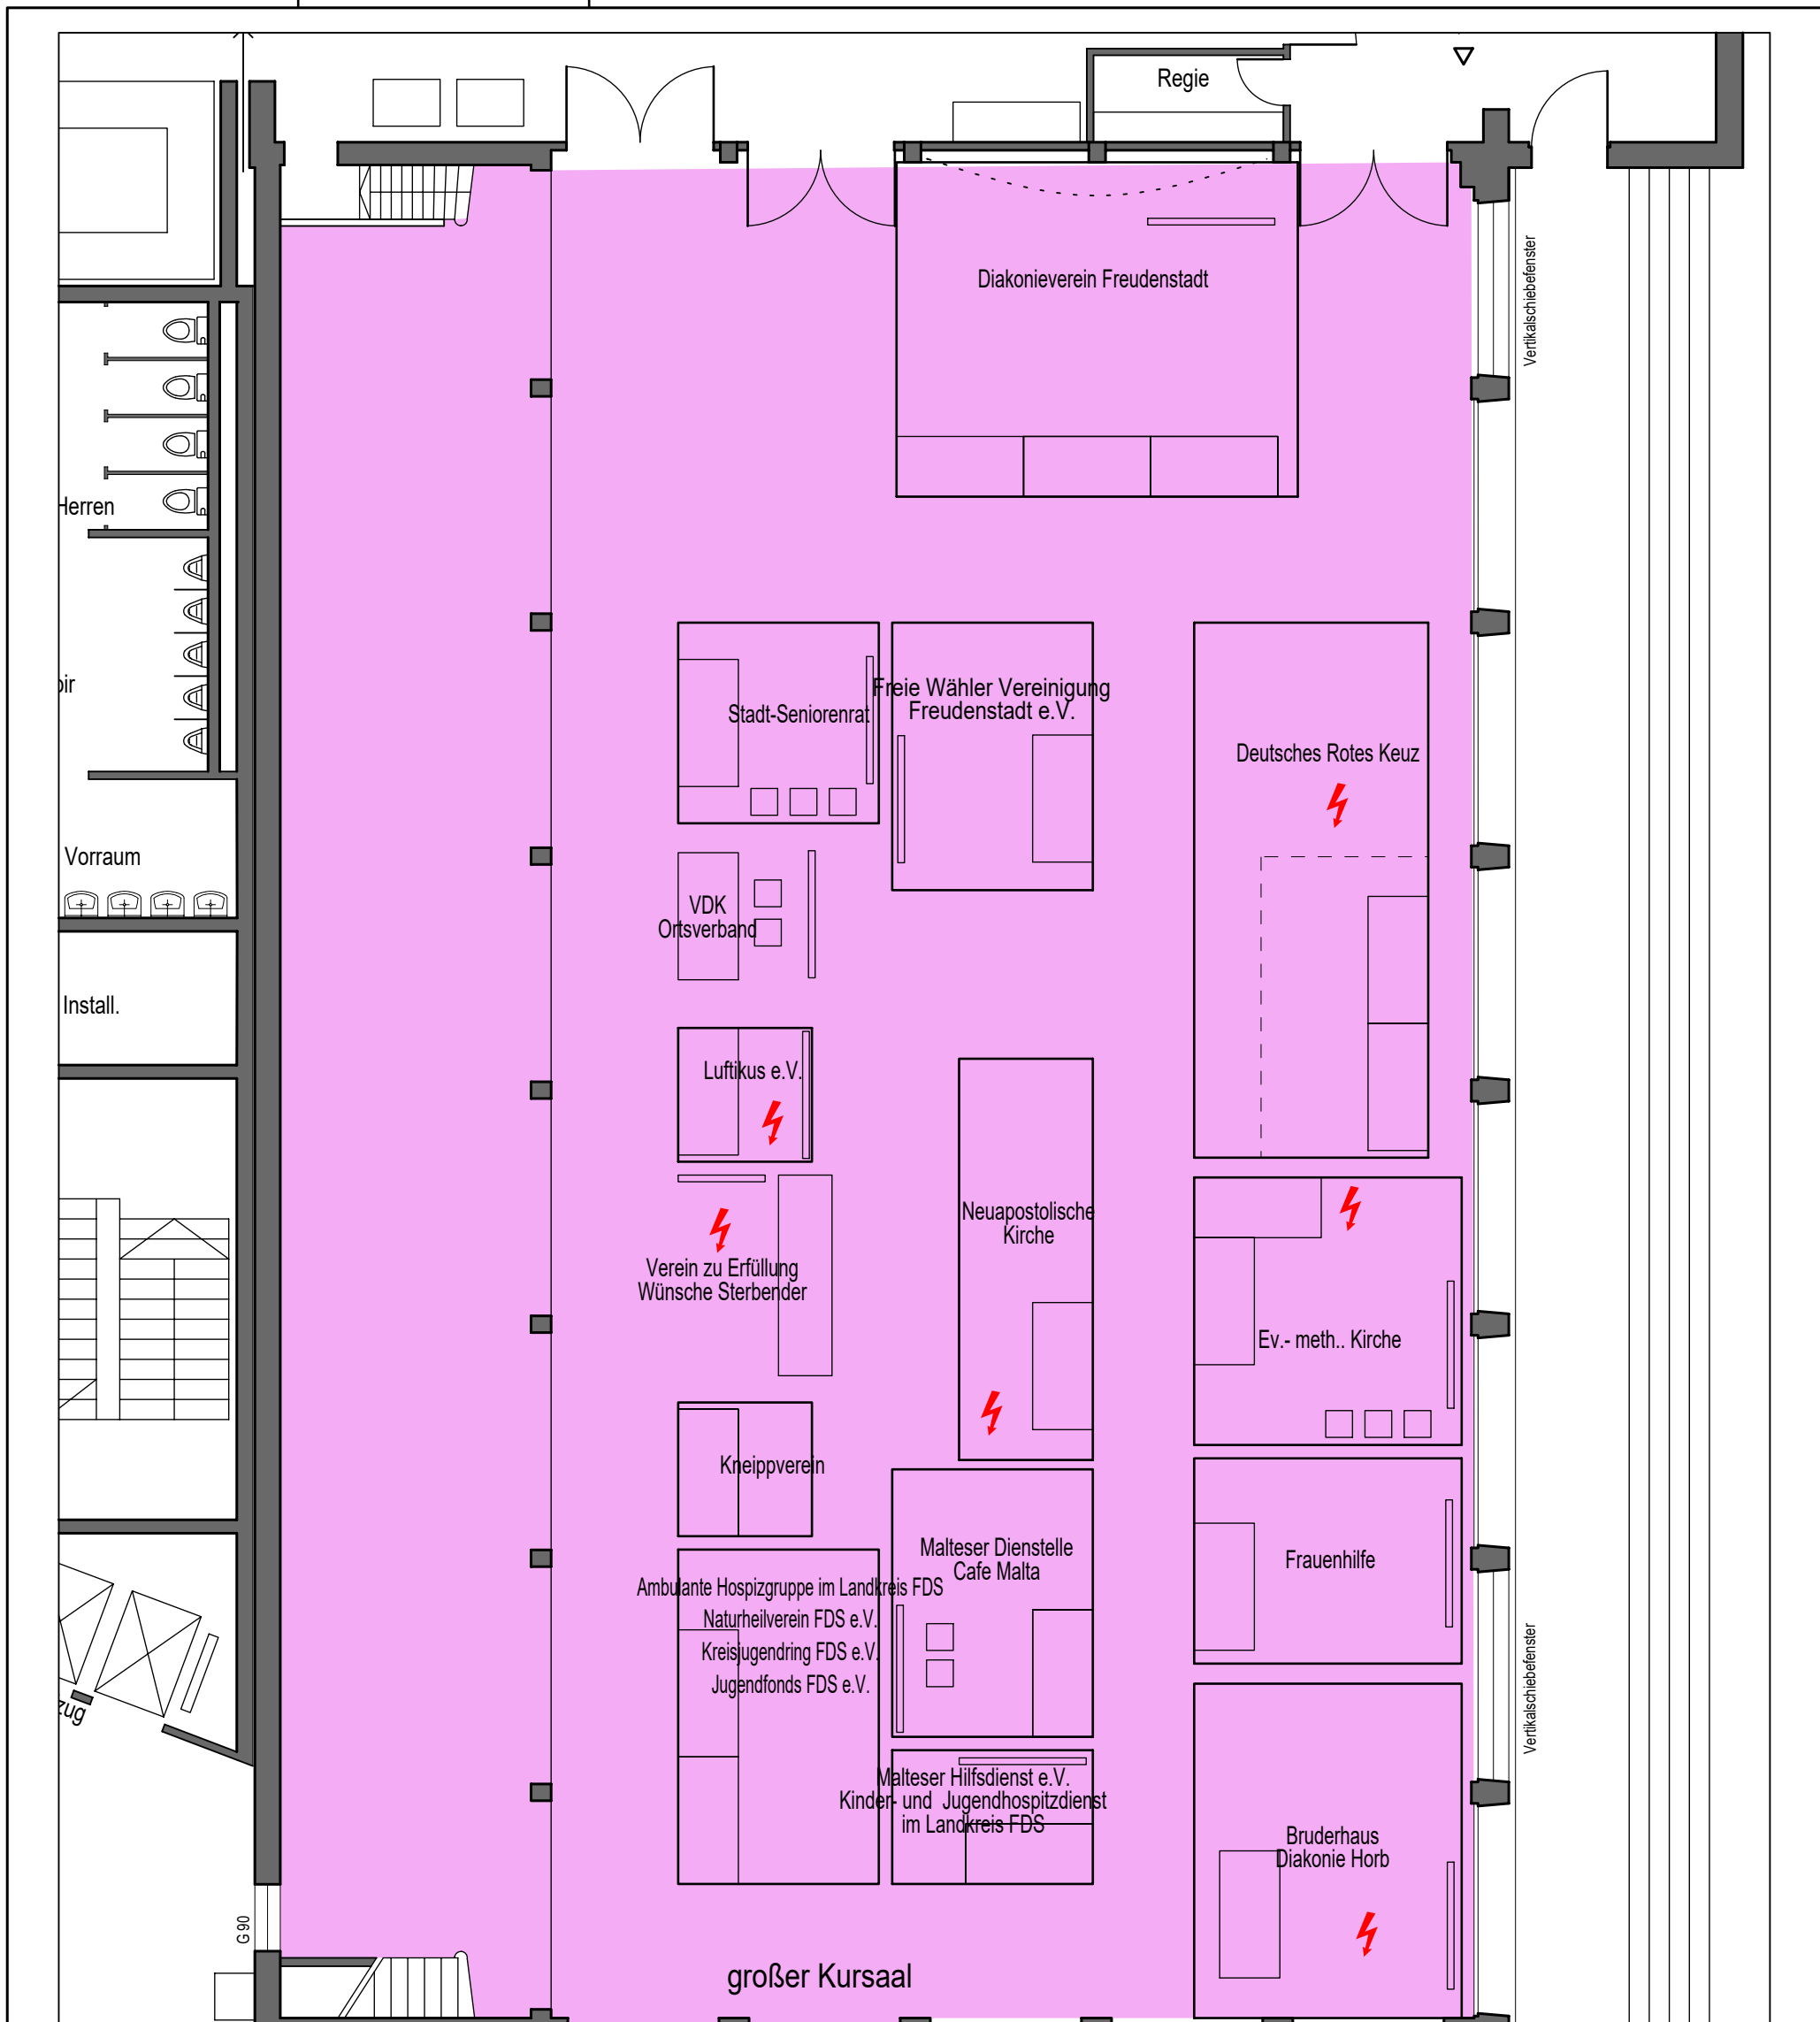 Regie
Vertikalschiebefenster
Diakonieverein Freudenstadt
Herren
Freie Wähler Vereinigung
Freudenstadt e.V.
Stadt-Seniorenrat
Deutsches Rotes Keuz
Vorraum
VDK
Ortsverband
Install.
Luftikus e.V.
Neuapostolische
Kirche
Verein zu Erfüllung
Wünsche Sterbender
Ev.- meth.. Kirche
Kneippverein
Malteser Dienstelle
Cafe Malta
Frauenhilfe
Ambulante Hospizgruppe im Landkreis FDS
Naturheilverein FDS e.V.
Kreisjugendring FDS e.V.
Jugendfonds FDS e.V.
Vertikalschiebefenster
Malteser Hilfsdienst e.V.
Kinder- und Jugendhospitzdienst
im Landkreis FDS
Bruderhaus
Diakonie Horb
G 90
großer Kursaal